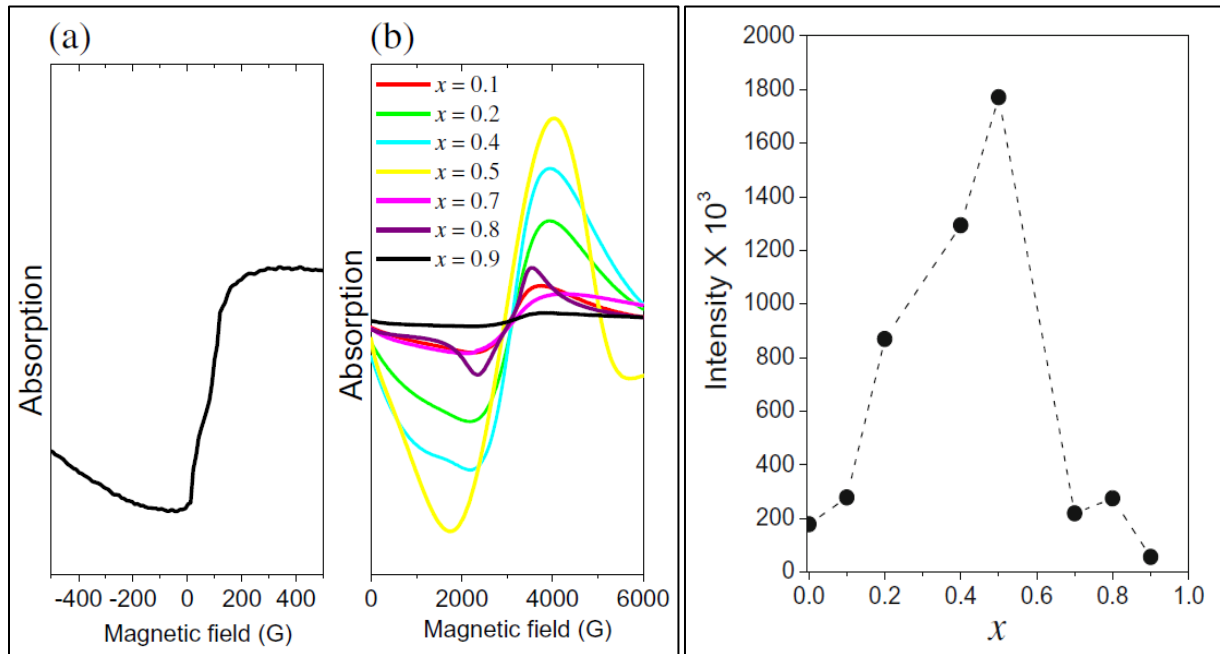 (a)
Absorption
-400 -200 0 200 400
Magnetic field (G)
(b)
x = 0.1
x = 0.2
x = 0.4
x = 0.5
x = 0.7
x = 0.8
x = 0.9
Absorption
0 2000 4000 6000
Magnetic field (G)
Intensity X 10³
2000
1800
1600
1400
1200
1000
800
600
400
200
0
0.0 0.2 0.4 0.6 0.8 1.0
x